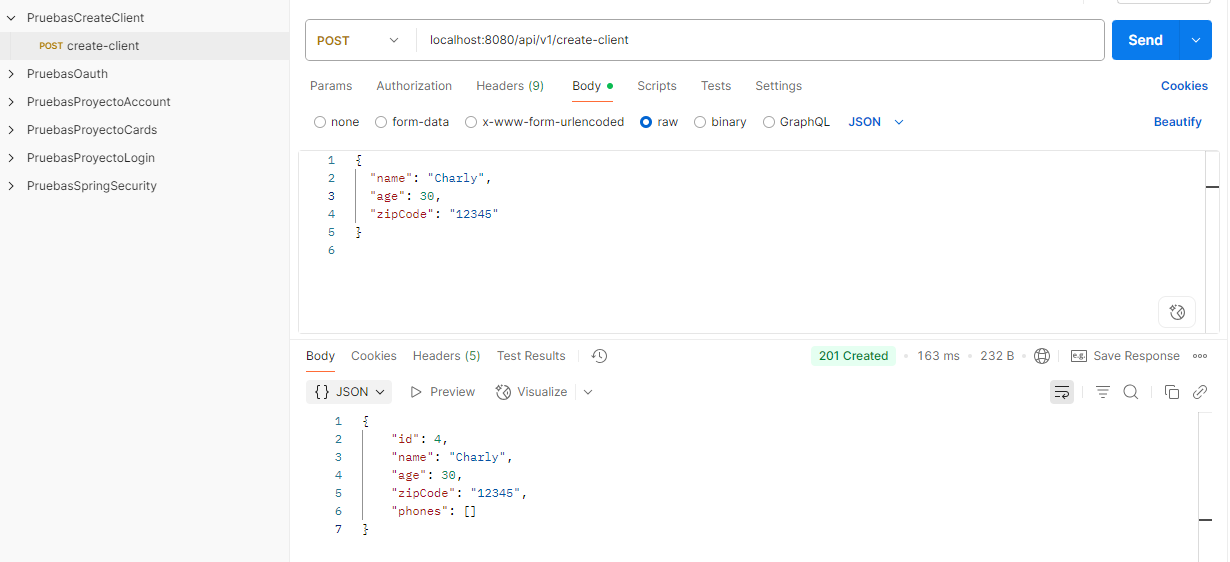 PruebasCreateClient
POST create-client
PruebasOauth
PruebasProyectoAccount
PruebasProyectoCards
PruebasProyectoLogin
PruebasSpringSecurity
POST localhost:8080/api/v1/create-client Send
Params Authorization Headers (9) Body Scripts Tests Settings Cookies
none form-data x-www-form-urlencoded raw binary GraphQL JSON Beautify
1 {
2 "name": "Charly",
3 "age": 30,
4 "zipCode": "12345"
5 }
6
Body Cookies Headers (5) Test Results 201 Created 163 ms 232 B e.g. Save Response
{} JSON Preview Visualize
1 {
2 "id": 4,
3 "name": "Charly",
4 "age": 30,
5 "zipCode": "12345",
6 "phones": []
7 }